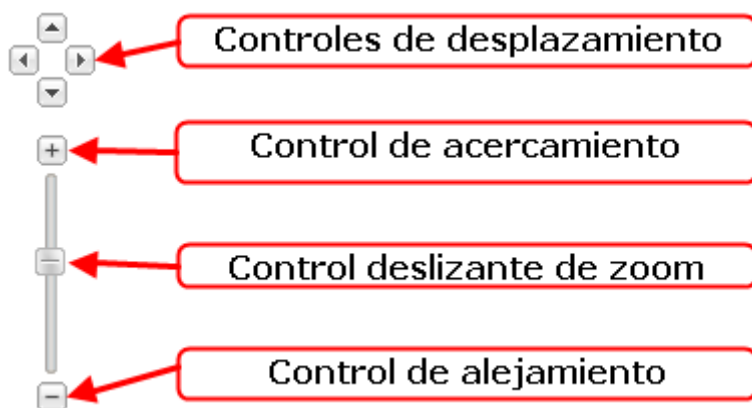 Controles de desplazamiento
Control de acercamiento
Control deslizante de zoom
Control de alejamiento